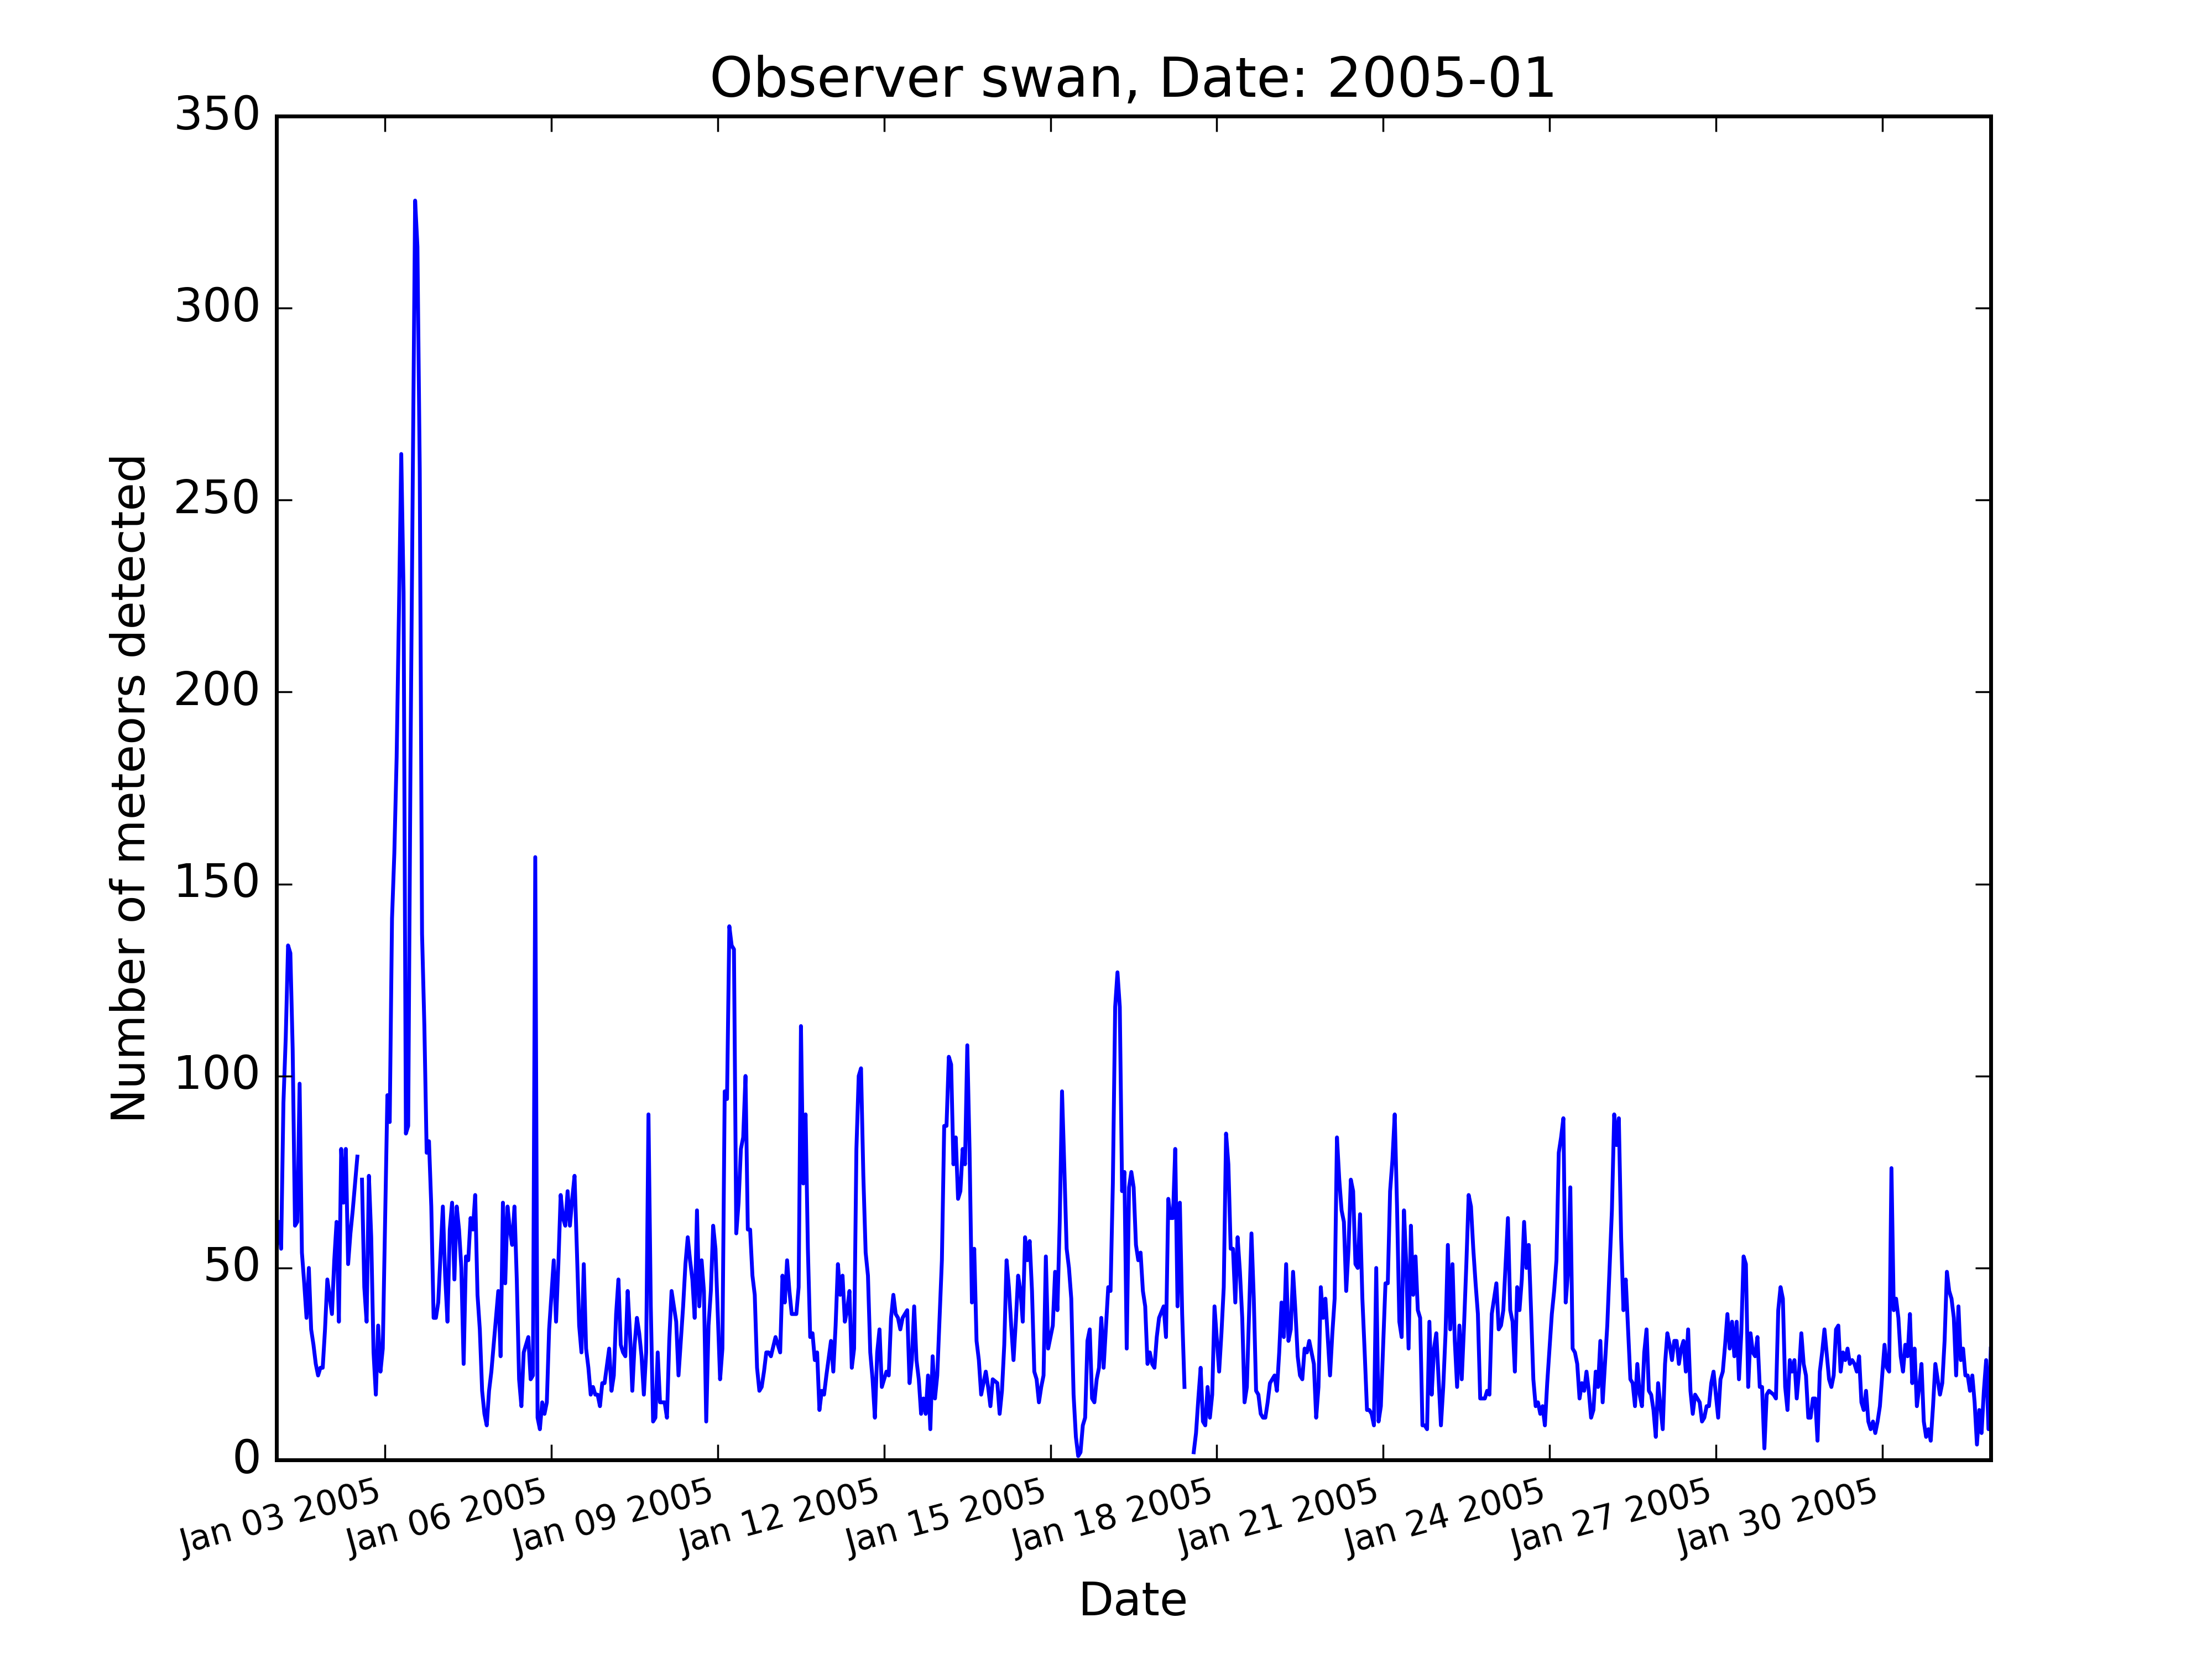 Observer swan, Date: 2005-01
350
300
250
200
150
100
50
0
Number of meteors detected
Jan 03 2005
Jan 06 2005
Jan 09 2005
Jan 12 2005
Jan 15 2005
Jan 18 2005
Jan 21 2005
Jan 24 2005
Jan 27 2005
Jan 30 2005
Date